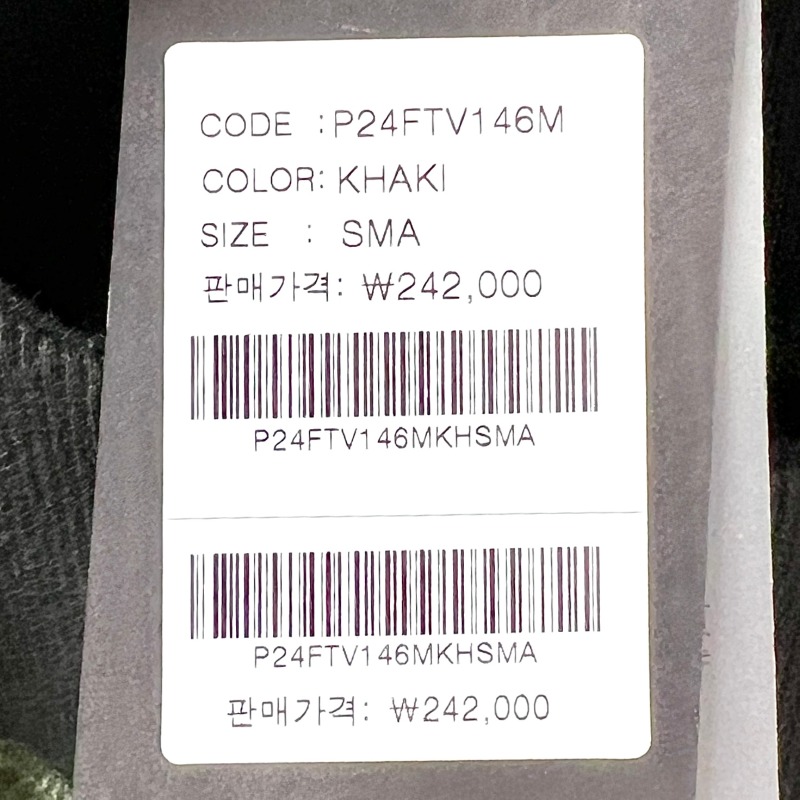 CODE : P24FTV146M
COLOR: KHAKI
SIZE : SMA
판매가격: ₩242,000
P24FTV146MKHSMA
P24FTV146MKHSMA
판매가격: ₩242,000